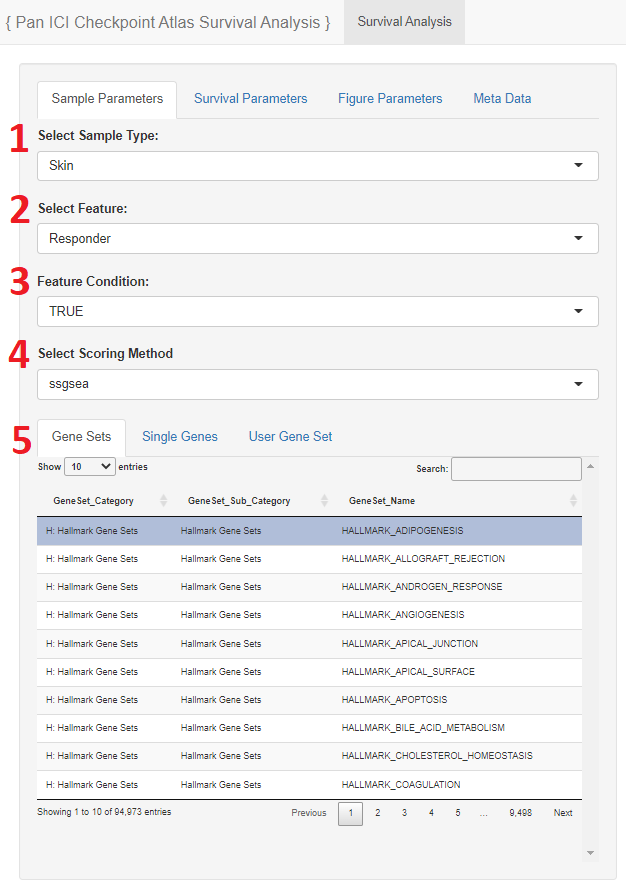 { Pan ICI Checkpoint Atlas Survival Analysis } Survival Analysis
Sample Parameters Survival Parameters Figure Parameters Meta Data
1 Select Sample Type:
Skin
2 Select Feature:
Responder
3 Feature Condition:
TRUE
4 Select Scoring Method
ssgsea
5 Gene Sets Single Genes User Gene Set
Show 10 entries Search:
GeneSet_Category GeneSet_Sub_Category GeneSet_Name
H: Hallmark Gene Sets Hallmark Gene Sets HALLMARK_ADIPOGENESIS
H: Hallmark Gene Sets Hallmark Gene Sets HALLMARK_ALLOGRAFT_REJECTION
H: Hallmark Gene Sets Hallmark Gene Sets HALLMARK_ANDROGEN_RESPONSE
H: Hallmark Gene Sets Hallmark Gene Sets HALLMARK_ANGIOGENESIS
H: Hallmark Gene Sets Hallmark Gene Sets HALLMARK_APICAL_JUNCTION
H: Hallmark Gene Sets Hallmark Gene Sets HALLMARK_APICAL_SURFACE
H: Hallmark Gene Sets Hallmark Gene Sets HALLMARK_APOPTOSIS
H: Hallmark Gene Sets Hallmark Gene Sets HALLMARK_BILE_ACID_METABOLISM
H: Hallmark Gene Sets Hallmark Gene Sets HALLMARK_CHOLESTEROL_HOMEOSTASIS
H: Hallmark Gene Sets Hallmark Gene Sets HALLMARK_COAGULATION
Showing 1 to 10 of 94,973 entries Previous 1 2 3 4 5 ... 9,498 Next